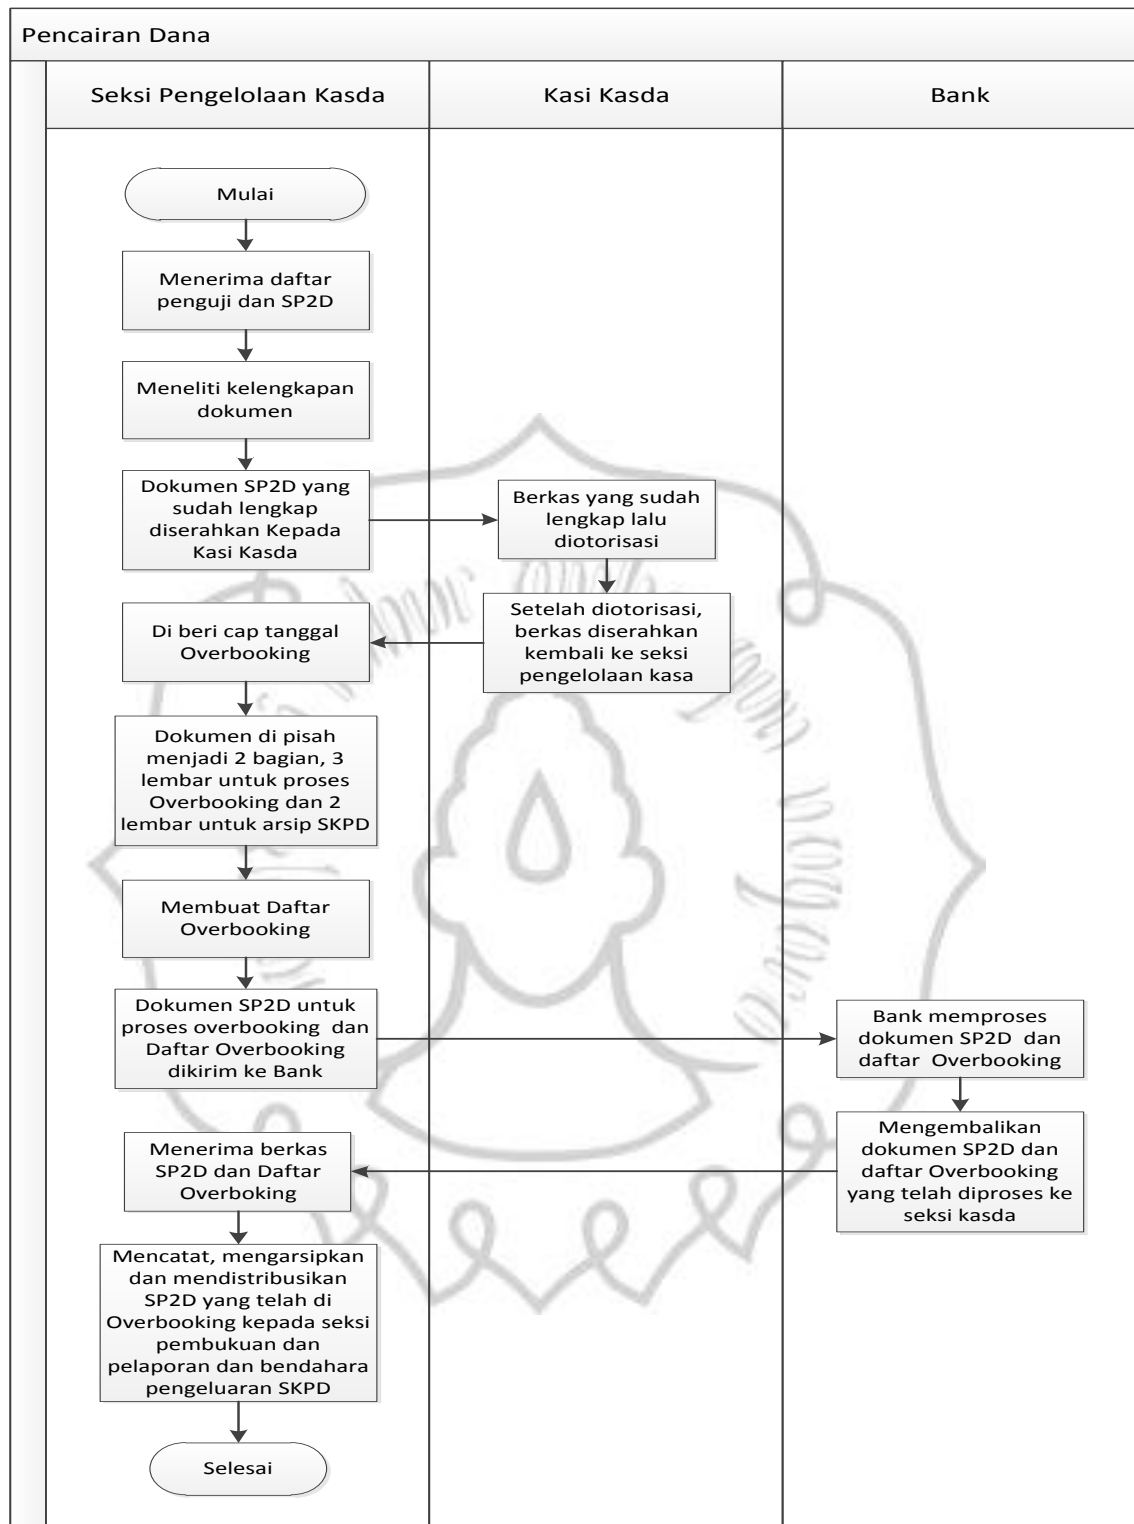 Pencairan Dana
Seksi Pengelolaan Kasda
Kasi Kasda
Bank
Mulai
Menerima daftar
penguji dan SP2D
Meneliti kelengkapan
dokumen
Dokumen SP2D yang
sudah lengkap
diserahkan Kepada
Kasi Kasda
Berkas yang sudah
lengkap lalu
diotorisasi
Setelah diotorisasi,
berkas diserahkan
kembali ke seksi
pengelolaan kasa
Di beri cap tanggal
Overbooking
Dokumen di pisah
menjadi 2 bagian, 3
lembar untuk proses
Overbooking dan 2
lembar untuk arsip SKPD
Membuat Daftar
Overbooking
Dokumen SP2D untuk
proses overbooking dan
Daftar Overbooking
dikirim ke Bank
Bank memproses
dokumen SP2D dan
daftar Overbooking
Mengembalikan
dokumen SP2D dan
daftar Overbooking
yang telah diproses ke
seksi kasda
Menerima berkas
SP2D dan Daftar
Overboking
Mencatat, mengarsipkan
dan mendistribusikan
SP2D yang telah di
Overbooking kepada seksi
pembukuan dan
pelaporan dan bendahara
pengeluaran SKPD
Selesai